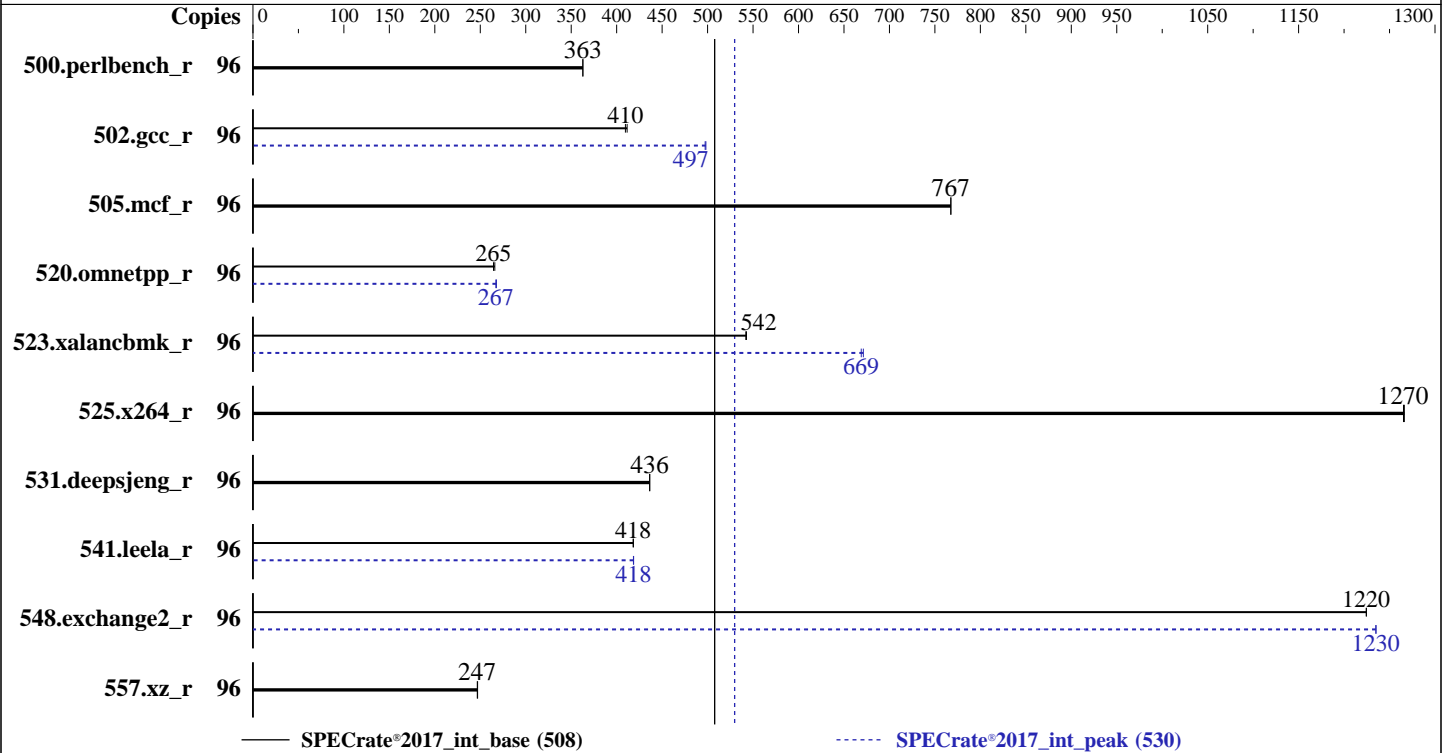 Copies 0 100 150 200 250 300 350 400 450 500 550 600 650 700 750 800 850 900 950 1050 1150 1300
363
500.perlbench_r 96
410
502.gcc_r 96
497
767
505.mcf_r 96
265
520.omnetpp_r 96
267
542
523.xalancbmk_r 96
669
1270
525.x264_r 96
436
531.deepsjeng_r 96
418
541.leela_r 96
418
1220
548.exchange2_r 96
1230
247
557.xz_r 96
SPECrate®2017_int_base (508) SPECrate®2017_int_peak (530)